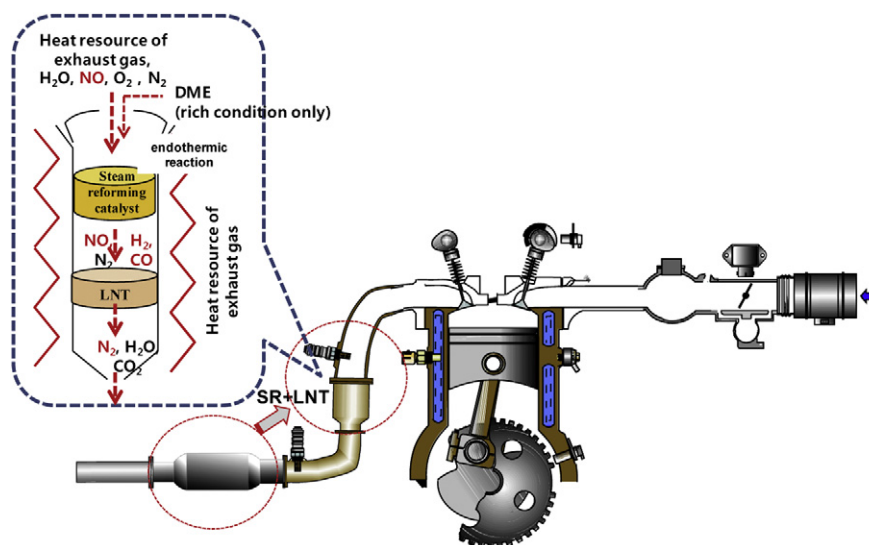 Heat resource of
exhaust gas,
H₂O, NO, O₂ , N₂
DME
(rich condition only)
endothermic
reaction
Steam
reforming
catalyst
NO, H₂,
N₂ CO
LNT
N₂, H₂O
CO₂
Heat resource of
exhaust gas
SR+LNT